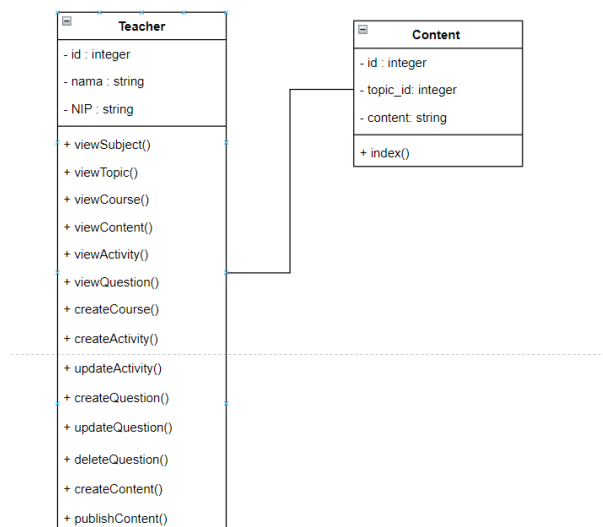 Teacher
- id : integer
- nama : string
- NIP : string
+ viewSubject()
+ viewTopic()
+ viewCourse()
+ viewContent()
+ viewActivity()
+ viewQuestion()
+ createCourse()
+ createActivity()
+ updateActivity()
+ createQuestion()
+ updateQuestion()
+ deleteQuestion()
+ createContent()
+ publishContent()
Content
- id : integer
- topic_id: integer
- content: string
+ index()